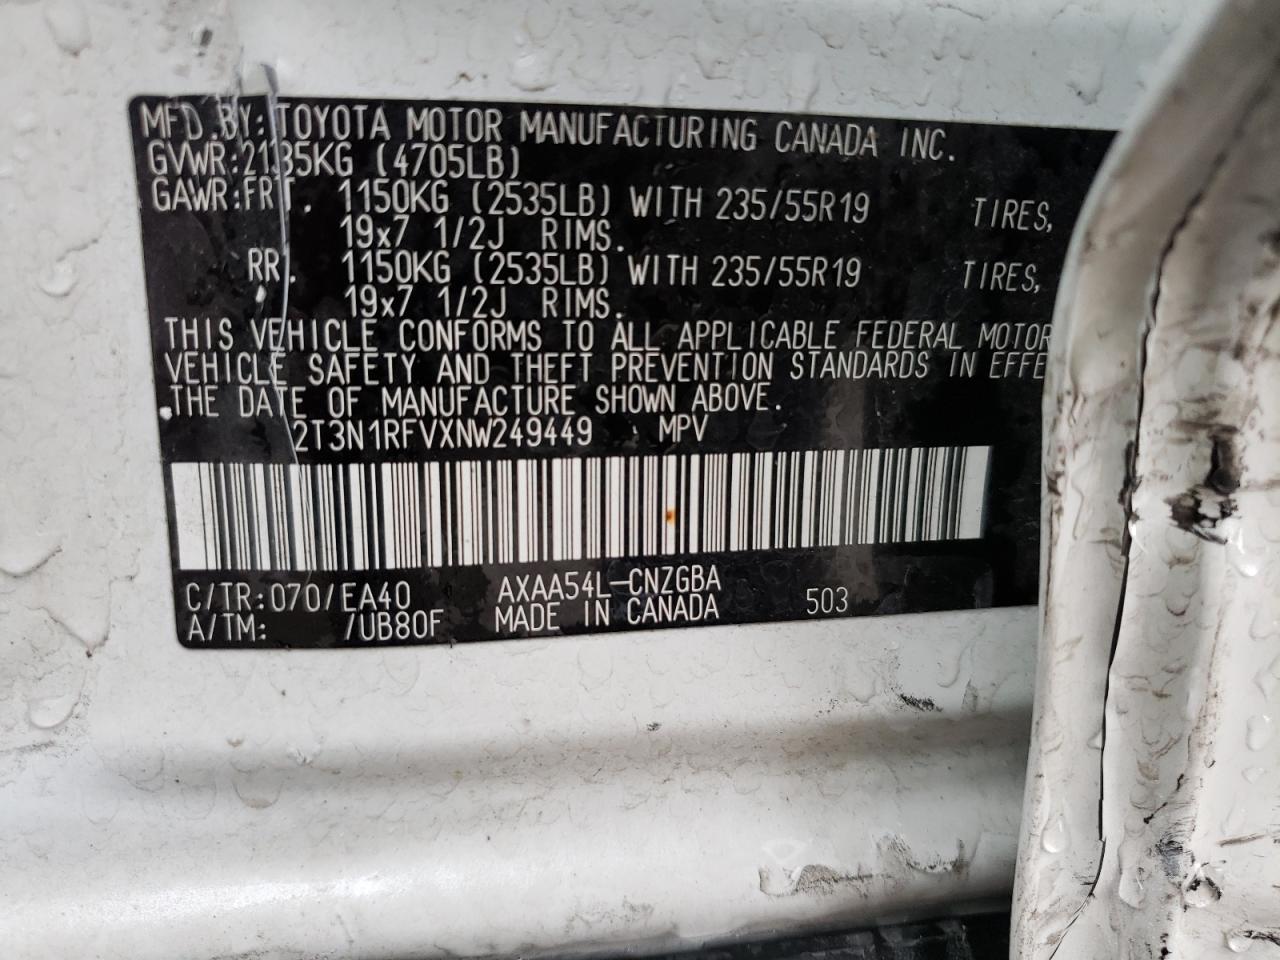 MFD.BY:TOYOTA MOTOR MANUFACTURING CANADA INC.
GVWR:2135KG (4705LB)
GAWR:FRT. 1150KG (2535LB) WITH 235/55R19 TIRES,
19x7 1/2J RIMS.
RR. 1150KG (2535LB) WITH 235/55R19 TIRES,
19x7 1/2J RIMS.
THIS VEHICLE CONFORMS TO ALL APPLICABLE FEDERAL MOTOR
VEHICLE SAFETY AND THEFT PREVENTION STANDARDS IN EFFE
THE DATE OF MANUFACTURE SHOWN ABOVE.
2T3N1RFVXNW249449 MPV
C/TR:070/EA40 AXAA54L-CNZGBA
A/TM: /UB80F MADE IN CANADA 503